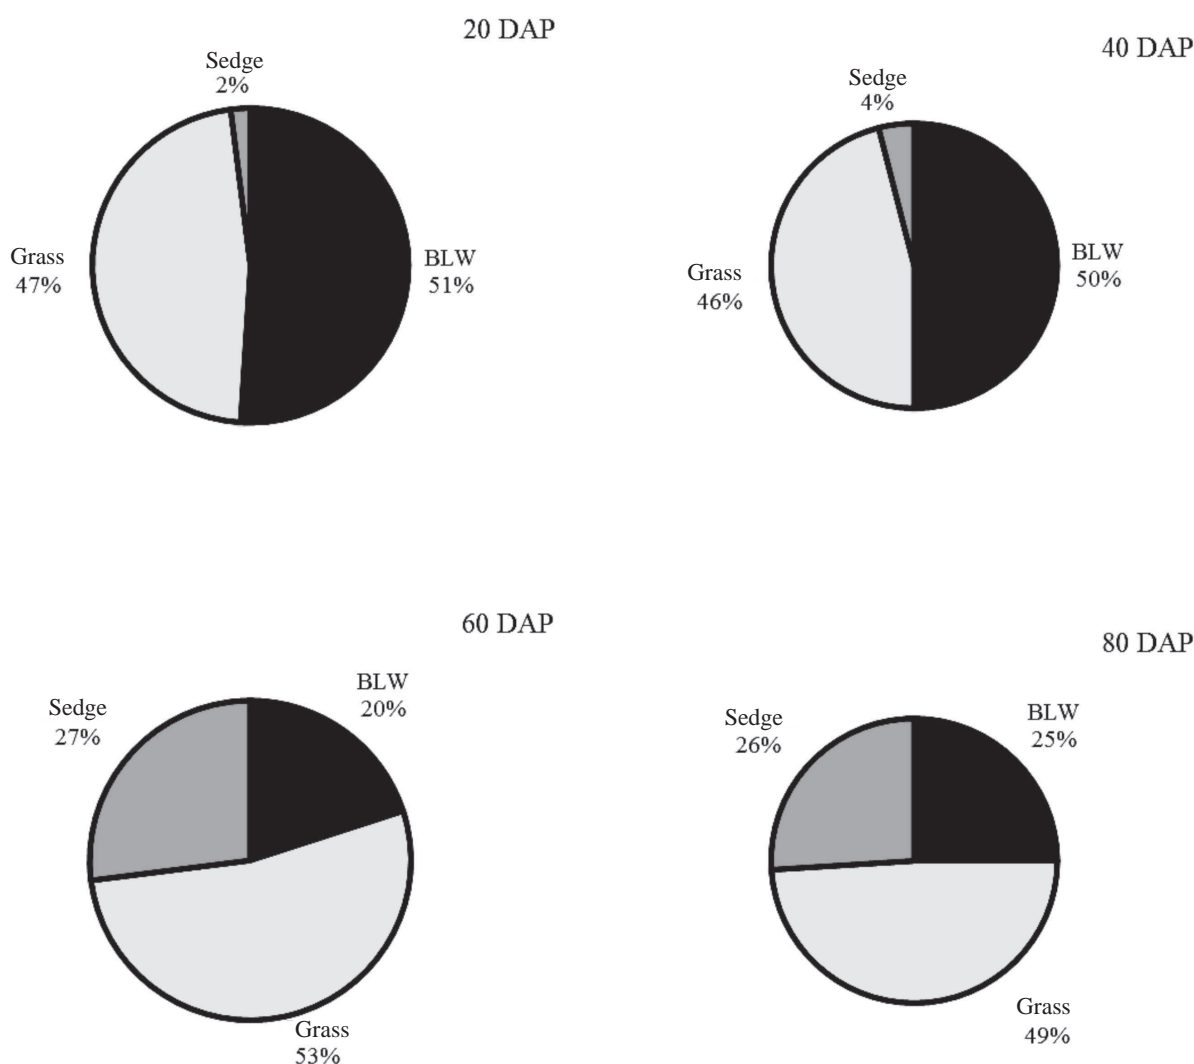 20 DAP
Sedge
2%
Grass
47%
BLW
51%
40 DAP
Sedge
4%
Grass
46%
BLW
50%
60 DAP
BLW
20%
Sedge
27%
Grass
53%
80 DAP
BLW
25%
Sedge
26%
Grass
49%